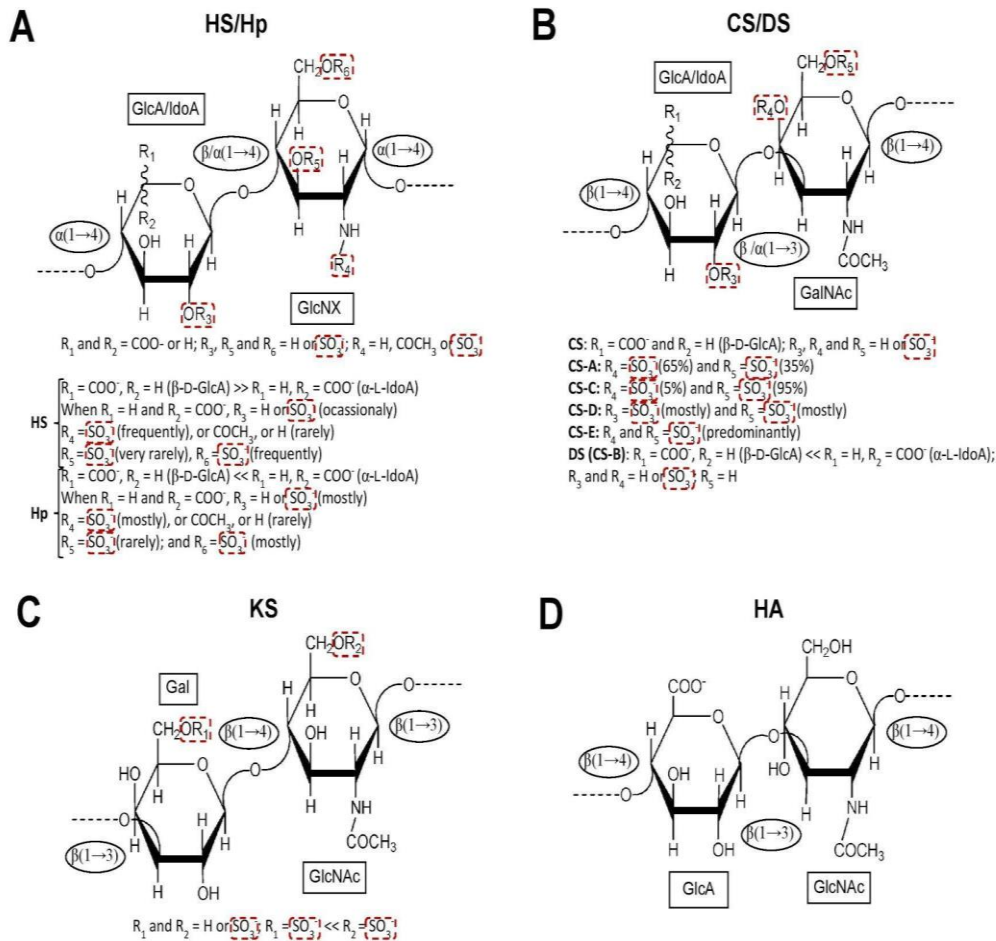 A
HS/Hp
CH₂OR₆
GlcA/IdoA
H
O
H
H
R₁
β/α(1→4)
H
OR₅
H
α(1→4)
O
O
O
H
R₂
H
H
H
NH
α(1→4)
OH
H
R₄
O
H
OR₃
GlcNX
R₁ and R₂ = COO- or H; R₃, R₅ and R₆ = H or SO₃⁻; R₄ = H, COCH₃ or SO₃⁻
HS
R₁ = COO⁻, R₂ = H (β-D-GlcA) >> R₁ = H, R₂ = COO⁻ (α-L-IdoA)
When R₁ = H and R₂ = COO⁻, R₃ = H or SO₃⁻ (ocassionaly)
R₄ = SO₃⁻ (frequently), or COCH₃, or H (rarely)
R₅ = SO₃⁻ (very rarely), R₆ = SO₃⁻ (frequently)
Hp
R₁ = COO⁻, R₂ = H (β-D-GlcA) << R₁ = H, R₂ = COO⁻ (α-L-IdoA)
When R₁ = H and R₂ = COO⁻, R₃ = H or SO₃⁻ (mostly)
R₄ = SO₃⁻ (mostly), or COCH₃, or H (rarely)
R₅ = SO₃⁻ (rarely); and R₆ = SO₃⁻ (mostly)
B
CS/DS
CH₂OR₅
GlcA/IdoA
R₄O
O
O
R₁
H
H
β(1→4)
O
O
H
β(1→4)
H
R₂
H
H
H
H
OH
H
NH
O
β /α(1→3)
H
OR₃
COCH₃
GalNAc
CS: R₁ = COO⁻ and R₂ = H (β-D-GlcA); R₃, R₄ and R₅ = H or SO₃⁻
CS-A: R₄ = SO₃⁻ (65%) and R₅ = SO₃⁻ (35%)
CS-C: R₄ = SO₃⁻ (5%) and R₅ = SO₃⁻ (95%)
CS-D: R₃ = SO₃⁻ (mostly) and R₅ = SO₃⁻ (mostly)
CS-E: R₄ and R₅ = SO₃⁻ (predominantly)
DS (CS-B): R₁ = COO⁻, R₂ = H (β-D-GlcA) << R₁ = H, R₂ = COO⁻ (α-L-IdoA);
R₃ and R₄ = H or SO₃⁻; R₅ = H
C
KS
CH₂OR₂
Gal
H
O
O
H
CH₂OR₁
β(1→4)
H
β(1→3)
OH
H
HO
O
O
H
H
H
H
NH
O
H
H
β(1→3)
COCH₃
H
OH
GlcNAc
R₁ and R₂ = H or SO₃⁻; R₁ = SO₃⁻ << R₂ = SO₃⁻
D
HA
CH₂OH
COO⁻
H
O
O
H
β(1→4)
O
O
H
β(1→4)
H
OH
H
HO
H
H
H
O
NH
H
OH
β(1→3)
COCH₃
GlcA
GlcNAc